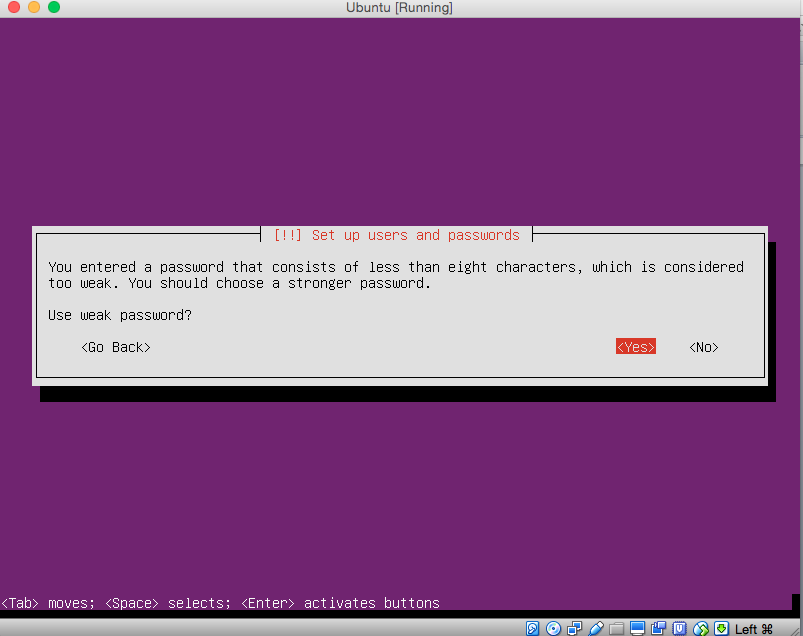 Ubuntu [Running]
[!!] Set up users and passwords
You entered a password that consists of less than eight characters, which is considered
too weak. You should choose a stronger password.
Use weak password?
<Go Back> <Yes> <No>
<Tab> moves; <Space> selects; <Enter> activates buttons
Left ⌘